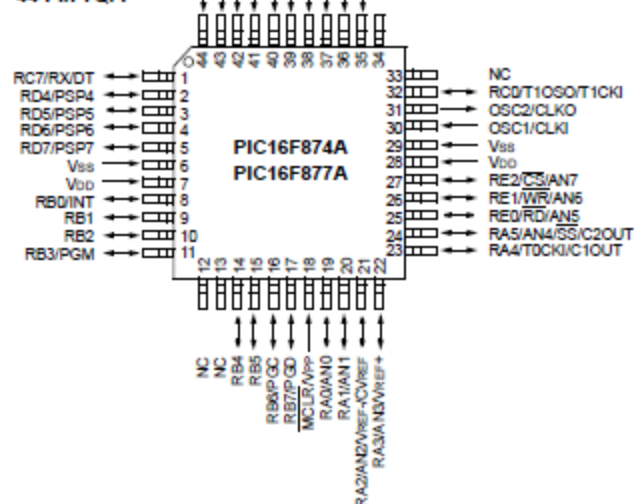 44 43 42 41 40 39 38 37 36 35 34
RC7/RX/DT 1
RD4/PSP4 2
RD5/PSP5 3
RD6/PSP6 4
RD7/PSP7 5
VSS 6
VDD 7
RB0/INT 8
RB1 9
RB2 10
RB3/PGM 11
PIC16F874A
PIC16F877A
33 NC
32 RC0/T1OSO/T1CKI
31 OSC2/CLKO
30 OSC1/CLKI
29 VSS
28 VDD
27 RE2/CS/AN7
26 RE1/WR/AN6
25 RE0/RD/AN5
24 RA5/AN4/SS/C2OUT
23 RA4/T0CKI/C1OUT
12 13 14 15 16 17 18 19 20 21 22
NC
NC
RB4
RB5
RB6/PGC
RB7/PGD
MCLR/VPP
RA0/AN0
RA1/AN1
RA2/AN2/VREF-/CVREF
RA3/AN3/VREF+